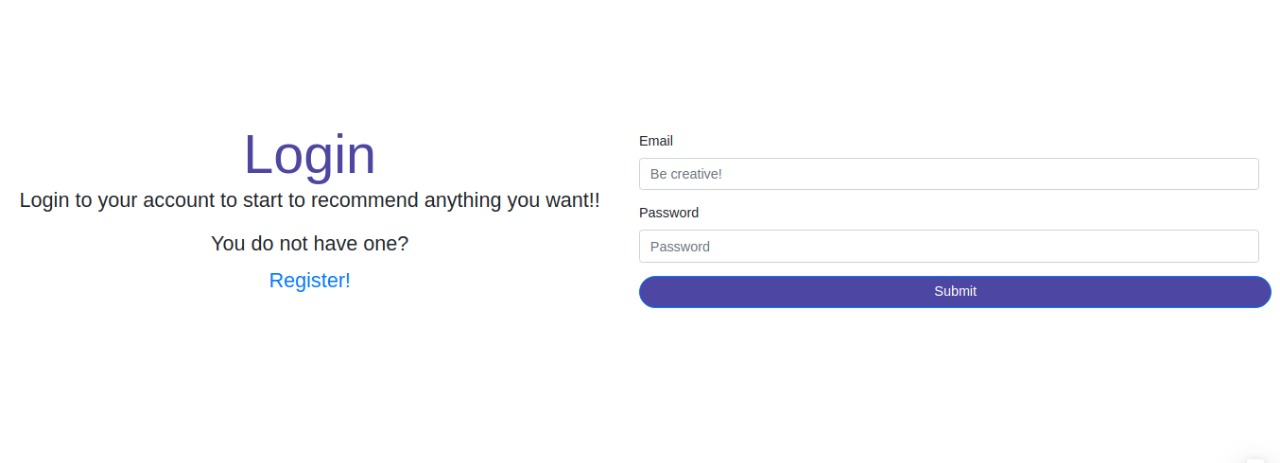 Login
Login to your account to start to recommend anything you want!!
You do not have one?
Register!
Email
Be creative!
Password
Password
Submit